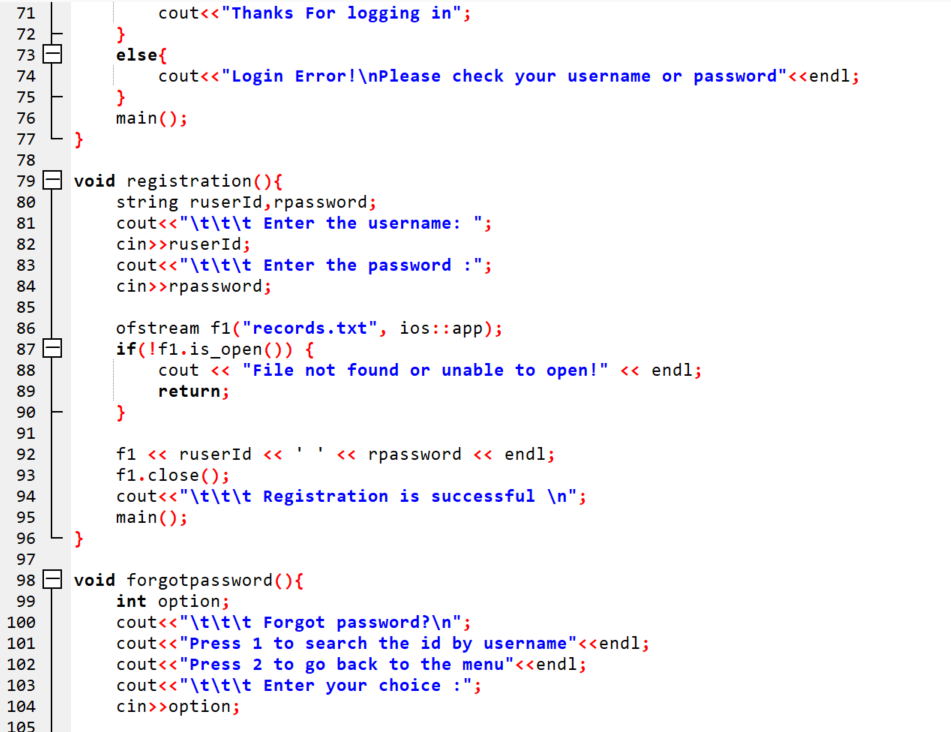 71 cout<<"Thanks For logging in";
72 }
73 else{
74 cout<<"Login Error!\nPlease check your username or password"<<endl;
75 }
76 main();
77 }
78
79 void registration(){
80 string ruserId,rpassword;
81 cout<<"\t\t\t Enter the username: ";
82 cin>>ruserId;
83 cout<<"\t\t\t Enter the password :";
84 cin>>rpassword;
85
86 ofstream f1("records.txt", ios::app);
87 if(!f1.is_open()) {
88 cout << "File not found or unable to open!" << endl;
89 return;
90 }
91
92 f1 << ruserId << ' ' << rpassword << endl;
93 f1.close();
94 cout<<"\t\t\t Registration is successful \n";
95 main();
96 }
97
98 void forgotpassword(){
99 int option;
100 cout<<"\t\t\t Forgot password?\n";
101 cout<<"Press 1 to search the id by username"<<endl;
102 cout<<"Press 2 to go back to the menu"<<endl;
103 cout<<"\t\t\t Enter your choice :";
104 cin>>option;
105